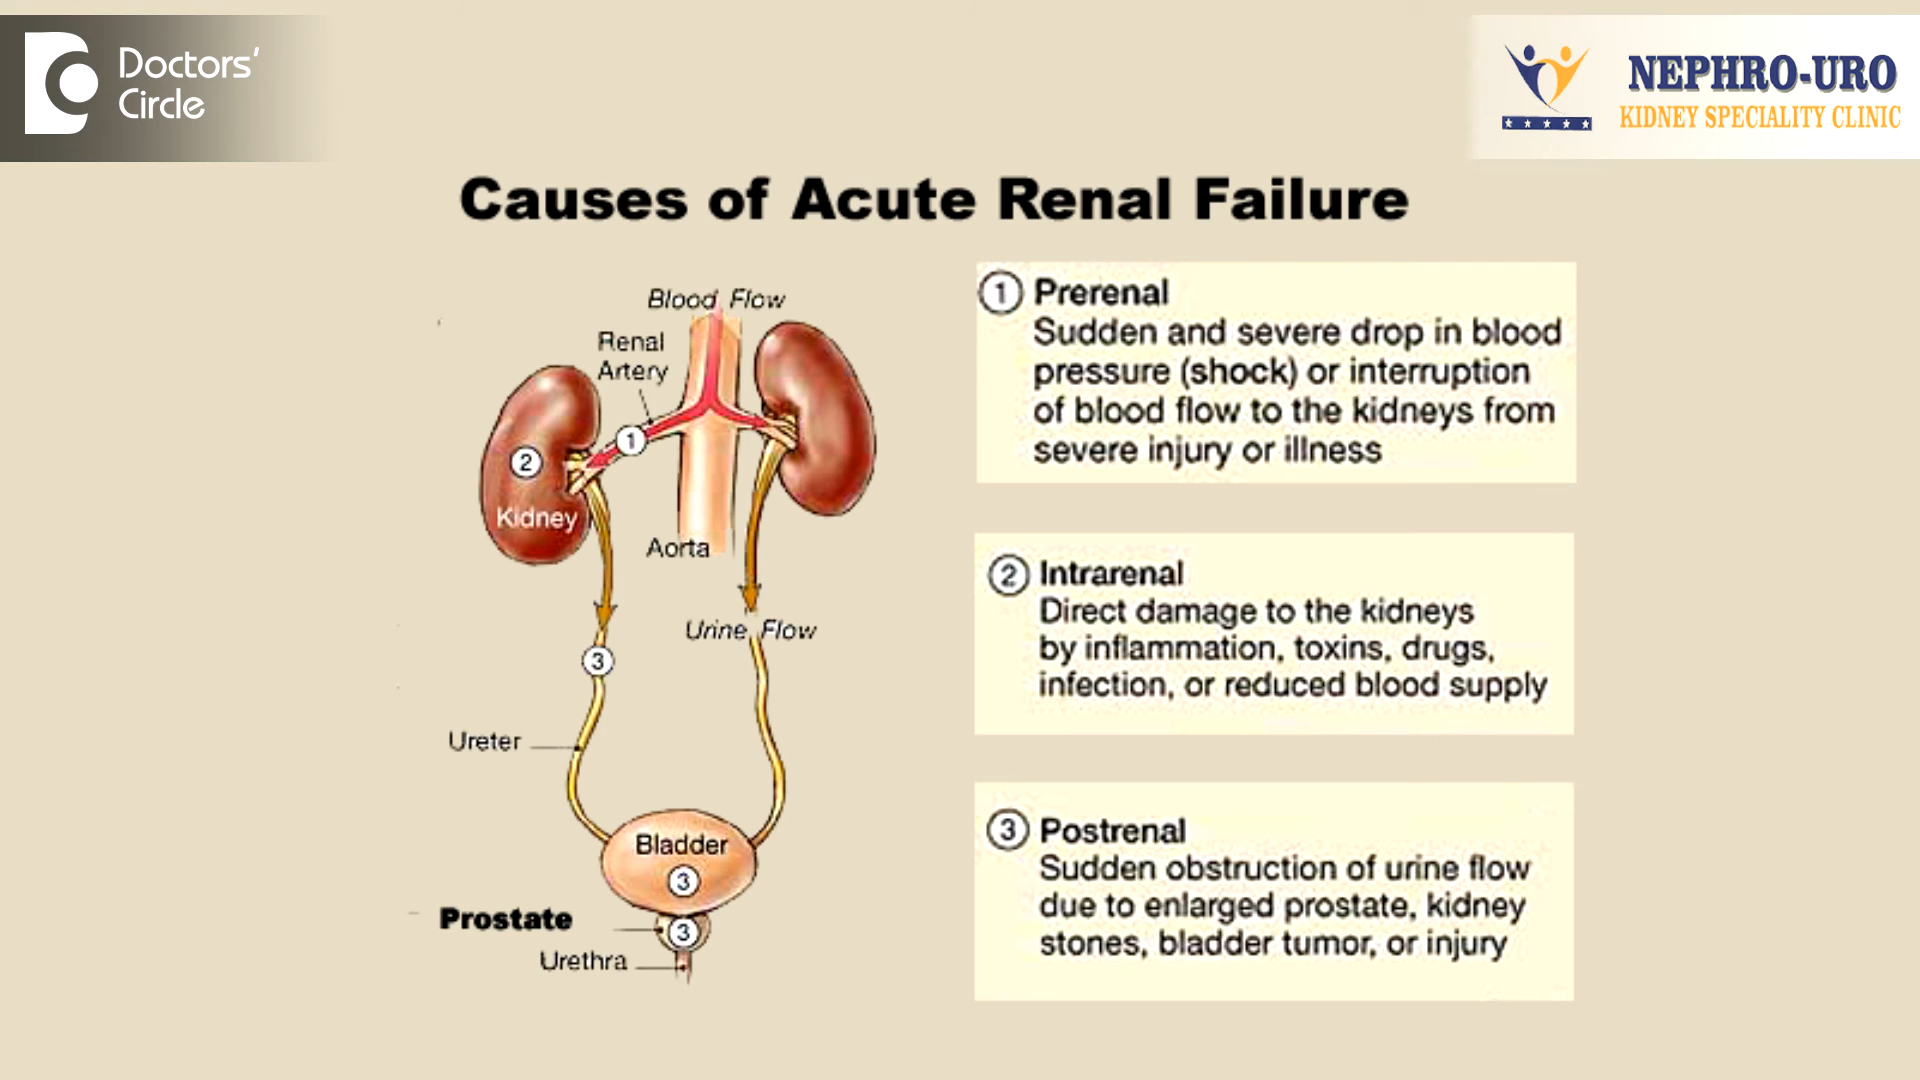 Doctors'
Circle
NEPHRO-URO
KIDNEY SPECIALITY CLINIC
Causes of Acute Renal Failure
Blood Flow
Renal
Artery
1
2
Kidney
Aorta
Urine Flow
3
Ureter
Bladder
3
Prostate
3
Urethra
1 Prerenal
Sudden and severe drop in blood
pressure (shock) or interruption
of blood flow to the kidneys from
severe injury or illness
2 Intrarenal
Direct damage to the kidneys
by inflammation, toxins, drugs,
infection, or reduced blood supply
3 Postrenal
Sudden obstruction of urine flow
due to enlarged prostate, kidney
stones, bladder tumor, or injury